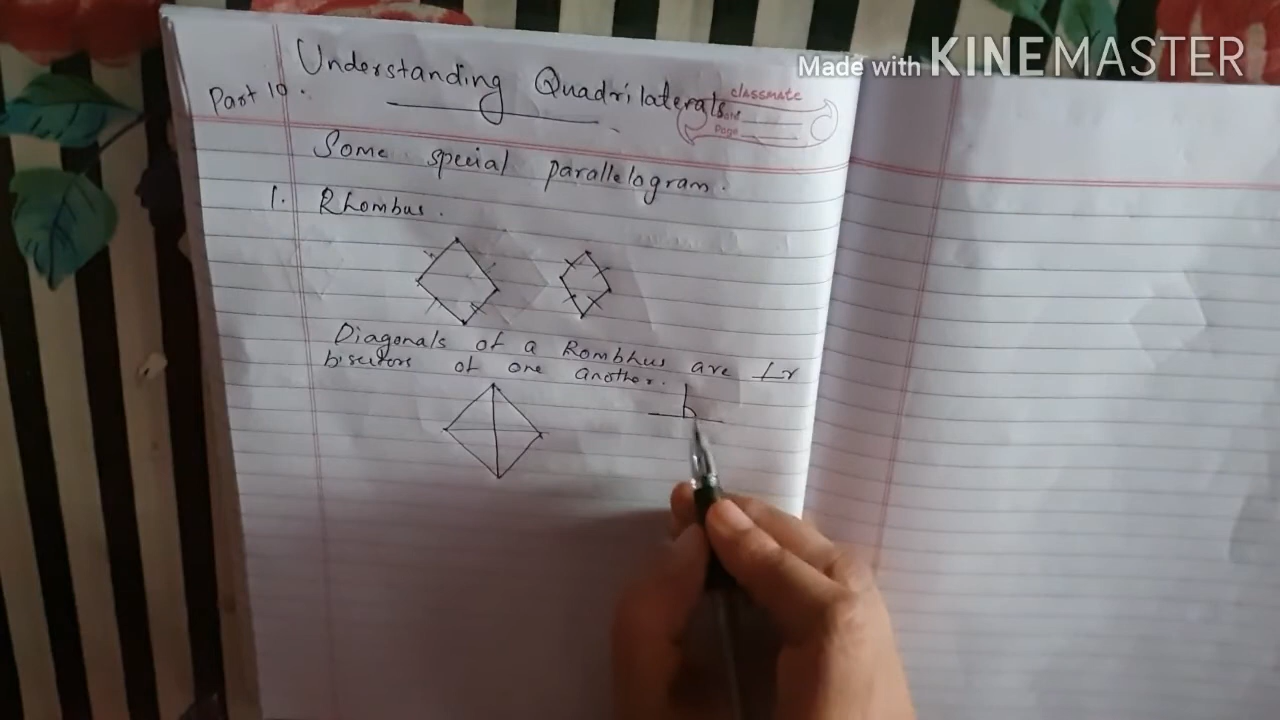 Made with KINEMASTER
Understanding Quadrilaterals
Part 10.
classmate
Date
Page
Some special parallelogram.
1. Rhombus.
Diagonals of a Rombhus are ⊥r
bisectors of one another.